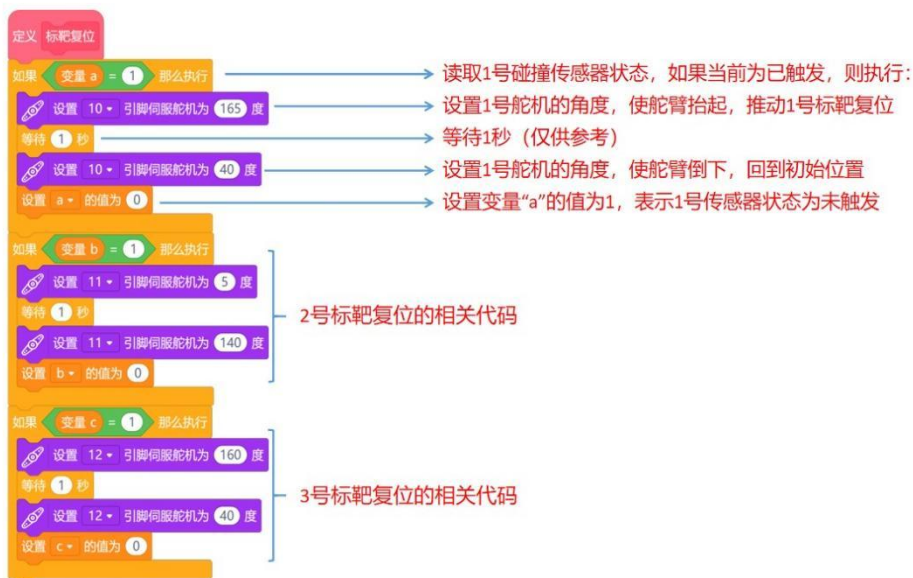 定义 标靶复位
如果 变量 a = 1 那么执行
读取1号碰撞传感器状态，如果当前为已触发，则执行：
设置 10 引脚伺服舵机为 165 度
设置1号舵机的角度，使舵臂抬起，推动1号标靶复位
等待 1 秒
等待1秒（仅供参考）
设置 10 引脚伺服舵机为 40 度
设置1号舵机的角度，使舵臂倒下，回到初始位置
设置 a 的值为 0
设置变量“a”的值为1，表示1号传感器状态为未触发
如果 变量 b = 1 那么执行
设置 11 引脚伺服舵机为 5 度
等待 1 秒
2号标靶复位的相关代码
设置 11 引脚伺服舵机为 140 度
设置 b 的值为 0
如果 变量 c = 1 那么执行
设置 12 引脚伺服舵机为 160 度
等待 1 秒
3号标靶复位的相关代码
设置 12 引脚伺服舵机为 40 度
设置 c 的值为 0